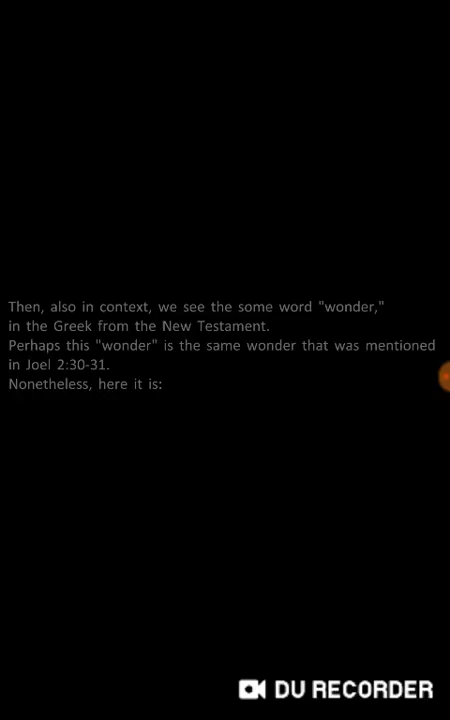 Then, also in context, we see the some word "wonder,"
in the Greek from the New Testament.
Perhaps this "wonder" is the same wonder that was mentioned
in Joel 2:30-31.
Nonetheless, here it is:
DU RECORDER